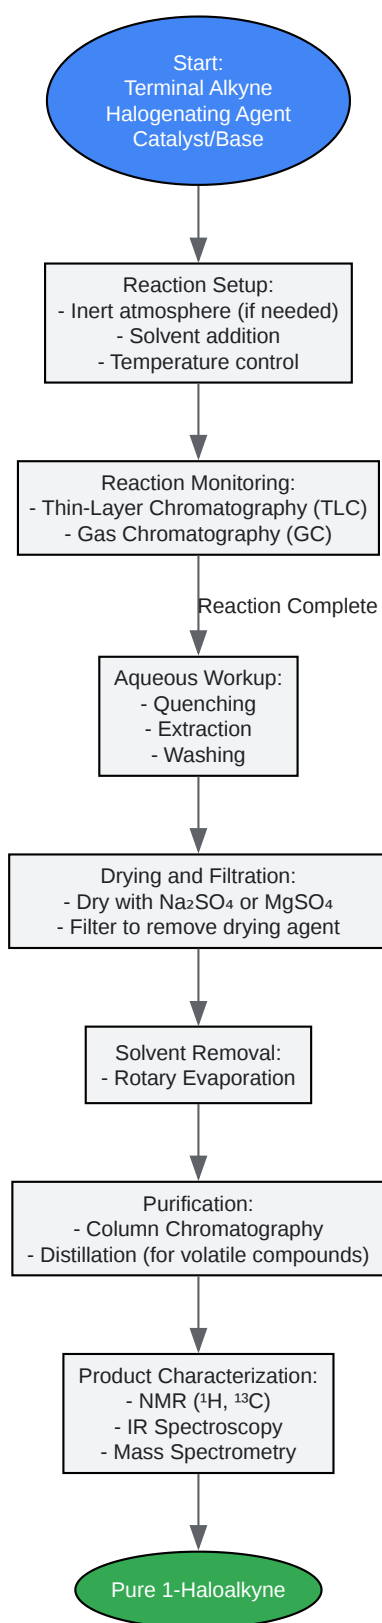 Start:
Terminal Alkyne
Halogenating Agent
Catalyst/Base
Reaction Setup:
- Inert atmosphere (if needed)
- Solvent addition
- Temperature control
Reaction Monitoring:
- Thin-Layer Chromatography (TLC)
- Gas Chromatography (GC)
Reaction Complete
Aqueous Workup:
- Quenching
- Extraction
- Washing
Drying and Filtration:
- Dry with Na₂SO₄ or MgSO₄
- Filter to remove drying agent
Solvent Removal:
- Rotary Evaporation
Purification:
- Column Chromatography
- Distillation (for volatile compounds)
Product Characterization:
- NMR (¹H, ¹³C)
- IR Spectroscopy
- Mass Spectrometry
Pure 1-Haloalkyne